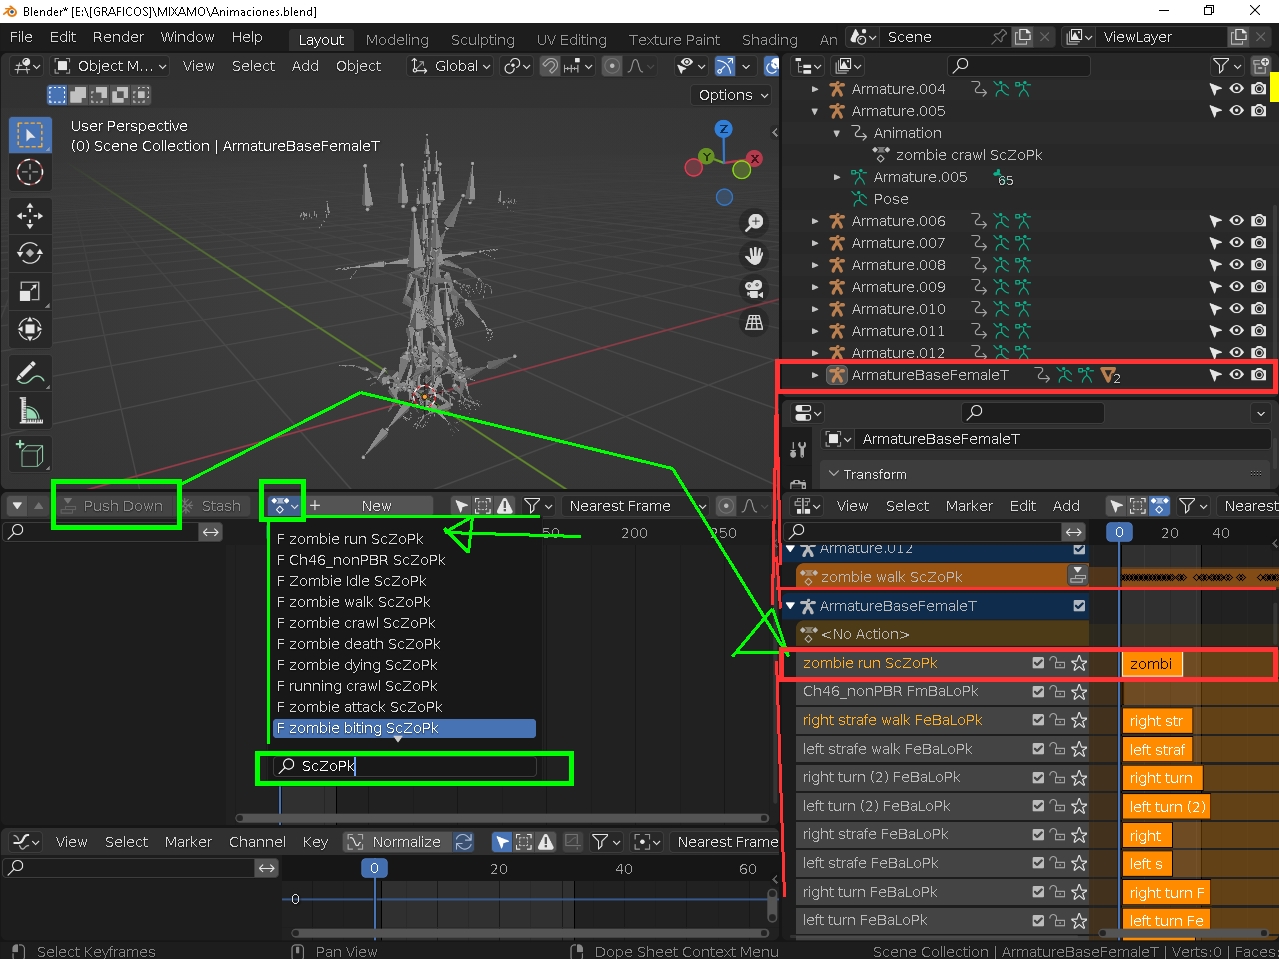 Blender* [E:\[GRAFICOS]\MIXAMO\Animaciones.blend]
File Edit Render Window Help Layout Modeling Sculpting UV Editing Texture Paint Shading An Scene ViewLayer
Object M... View Select Add Object Global
Options
User Perspective
(0) Scene Collection | ArmatureBaseFemaleT
Z
Y
X
Armature.004
Armature.005
Animation
zombie crawl ScZoPk
Armature.005 65
Pose
Armature.006
Armature.007
Armature.008
Armature.009
Armature.010
Armature.011
Armature.012
ArmatureBaseFemaleT 2
ArmatureBaseFemaleT
Transform
Push Down Stash New Nearest Frame
50 200 250
F zombie run ScZoPk
F Ch46_nonPBR ScZoPk
F Zombie Idle ScZoPk
F zombie walk ScZoPk
F zombie crawl ScZoPk
F zombie death ScZoPk
F zombie dying ScZoPk
F running crawl ScZoPk
F zombie attack ScZoPk
F zombie biting ScZoPk
ScZoPk
View Select Marker Edit Add Nearest
0 20 40
Armature.012
zombie walk ScZoPk
ArmatureBaseFemaleT
<No Action>
zombie run ScZoPk zombi
Ch46_nonPBR FmBaLoPk
right strafe walk FeBaLoPk right str
left strafe walk FeBaLoPk left straf
right turn (2) FeBaLoPk right turn
left turn (2) FeBaLoPk left turn (2)
right strafe FeBaLoPk right
left strafe FeBaLoPk left s
right turn FeBaLoPk right turn F
left turn FeBaLoPk left turn Fe
View Select Marker Channel Key Normalize Nearest Frame
0 20 40 60
0
Select Keyframes Pan View Dope Sheet Context Menu Scene Collection | ArmatureBaseFemaleT | Verts:0 | Faces: